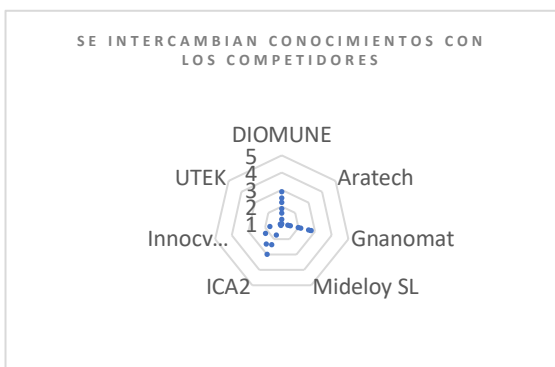 SE INTERCAMBIAN CONOCIMIENTOS CON
LOS COMPETIDORES
DIOMUNE
5
4
3
2
1
UTEK
Aratech
Innocv...
Gnanomat
ICA2
Mideloy SL